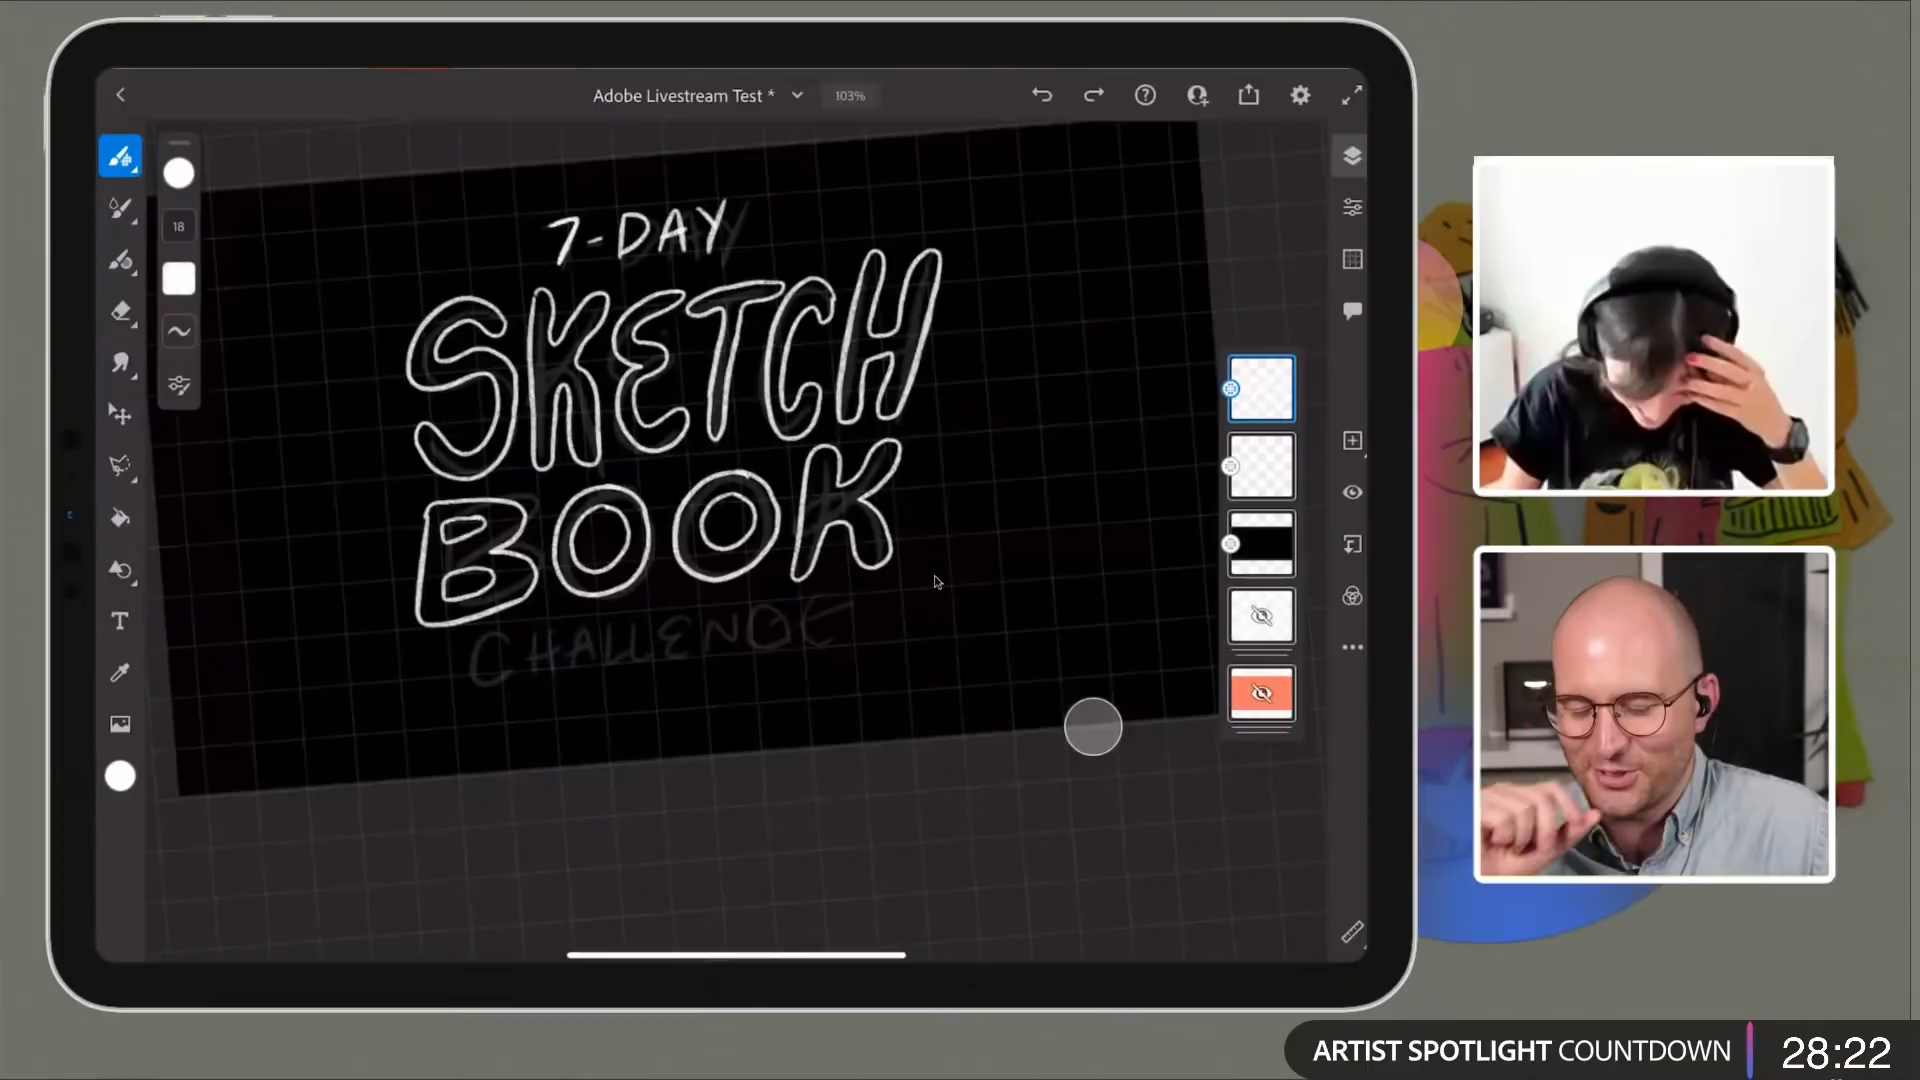 Adobe Livestream Test *
103%
18
7-DAY
SKETCH
BOOK
CHALLENGE
T
ARTIST SPOTLIGHT COUNTDOWN
28:22